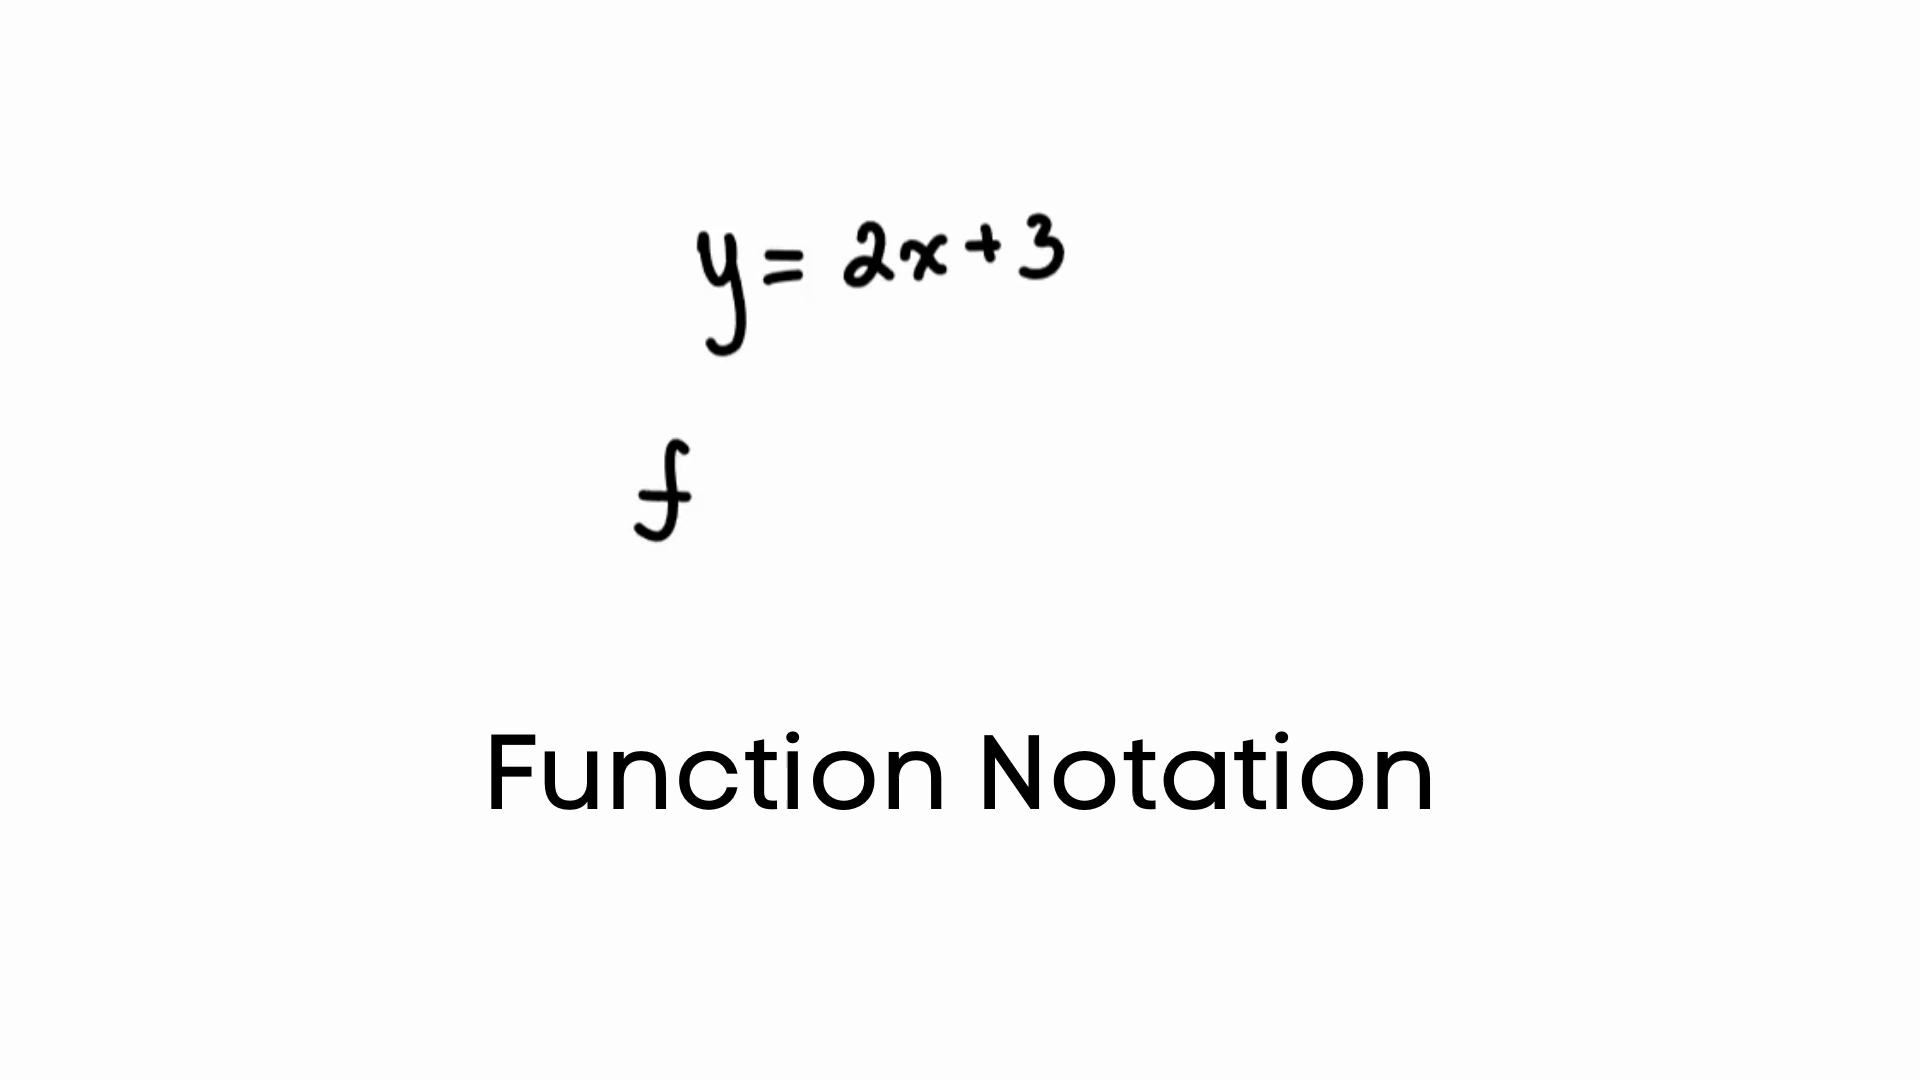 y = 2x + 3
f
Function Notation